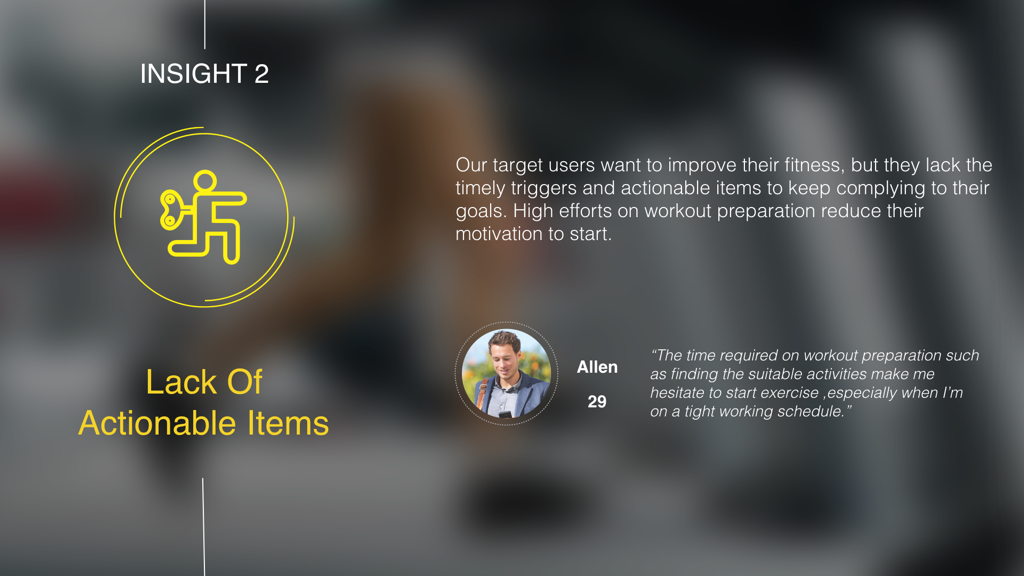 INSIGHT 2
Lack Of
Actionable Items
Our target users want to improve their fitness, but they lack the
timely triggers and actionable items to keep complying to their
goals. High efforts on workout preparation reduce their
motivation to start.
Allen
29
“The time required on workout preparation such
as finding the suitable activities make me
hesitate to start exercise ,especially when I’m
on a tight working schedule.”